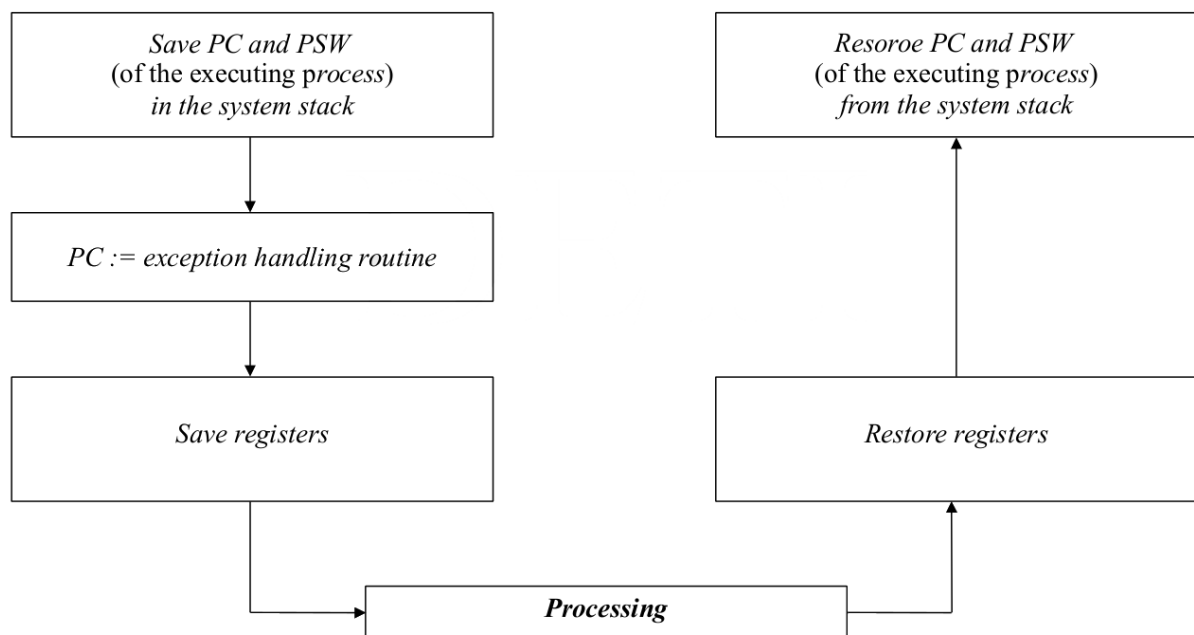 Save PC and PSW
(of the executing process)
in the system stack
PC := exception handling routine
Save registers
Processing
Restore registers
Resoroe PC and PSW
(of the executing process)
from the system stack